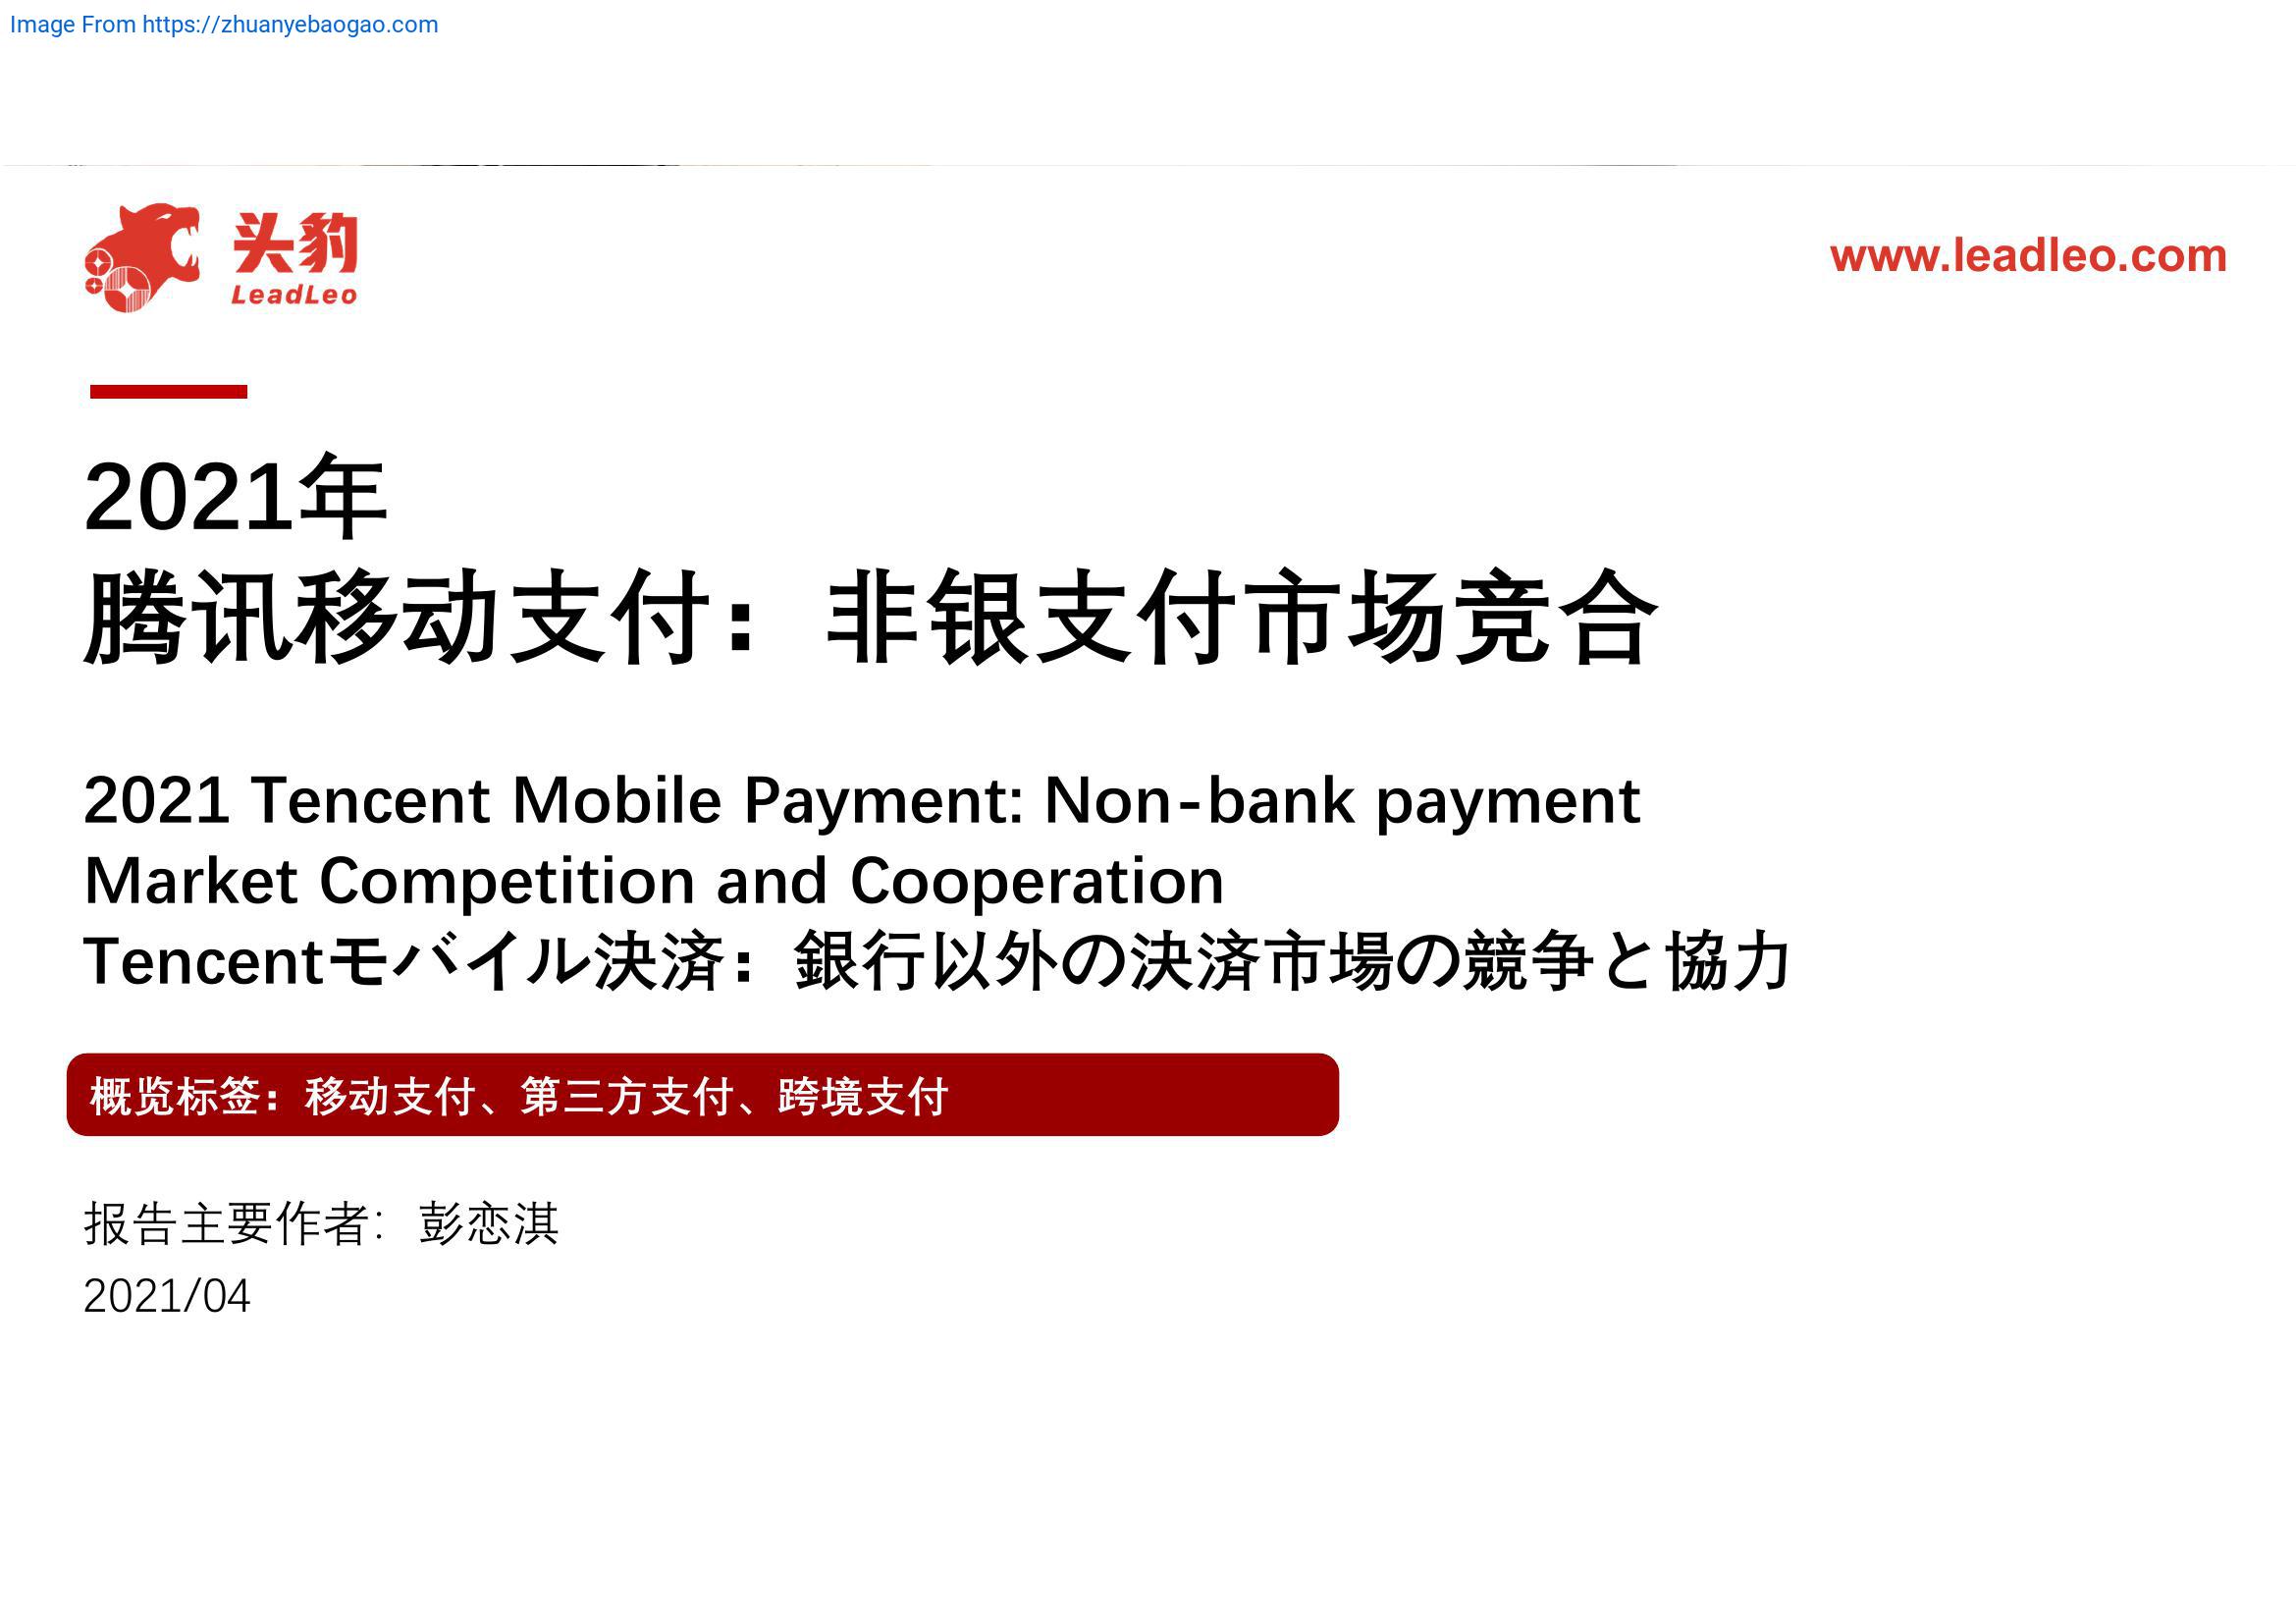 Image From https://zhuanyebaogao.com
头豹
LeadLeo
www.leadleo.com
2021年
腾讯移动支付：非银支付市场竞合
2021 Tencent Mobile Payment: Non-bank payment
Market Competition and Cooperation
Tencentモバイル決済：銀行以外の決済市場の競争と協力
概览标签：移动支付、第三方支付、跨境支付
报告主要作者：彭恋淇
2021/04